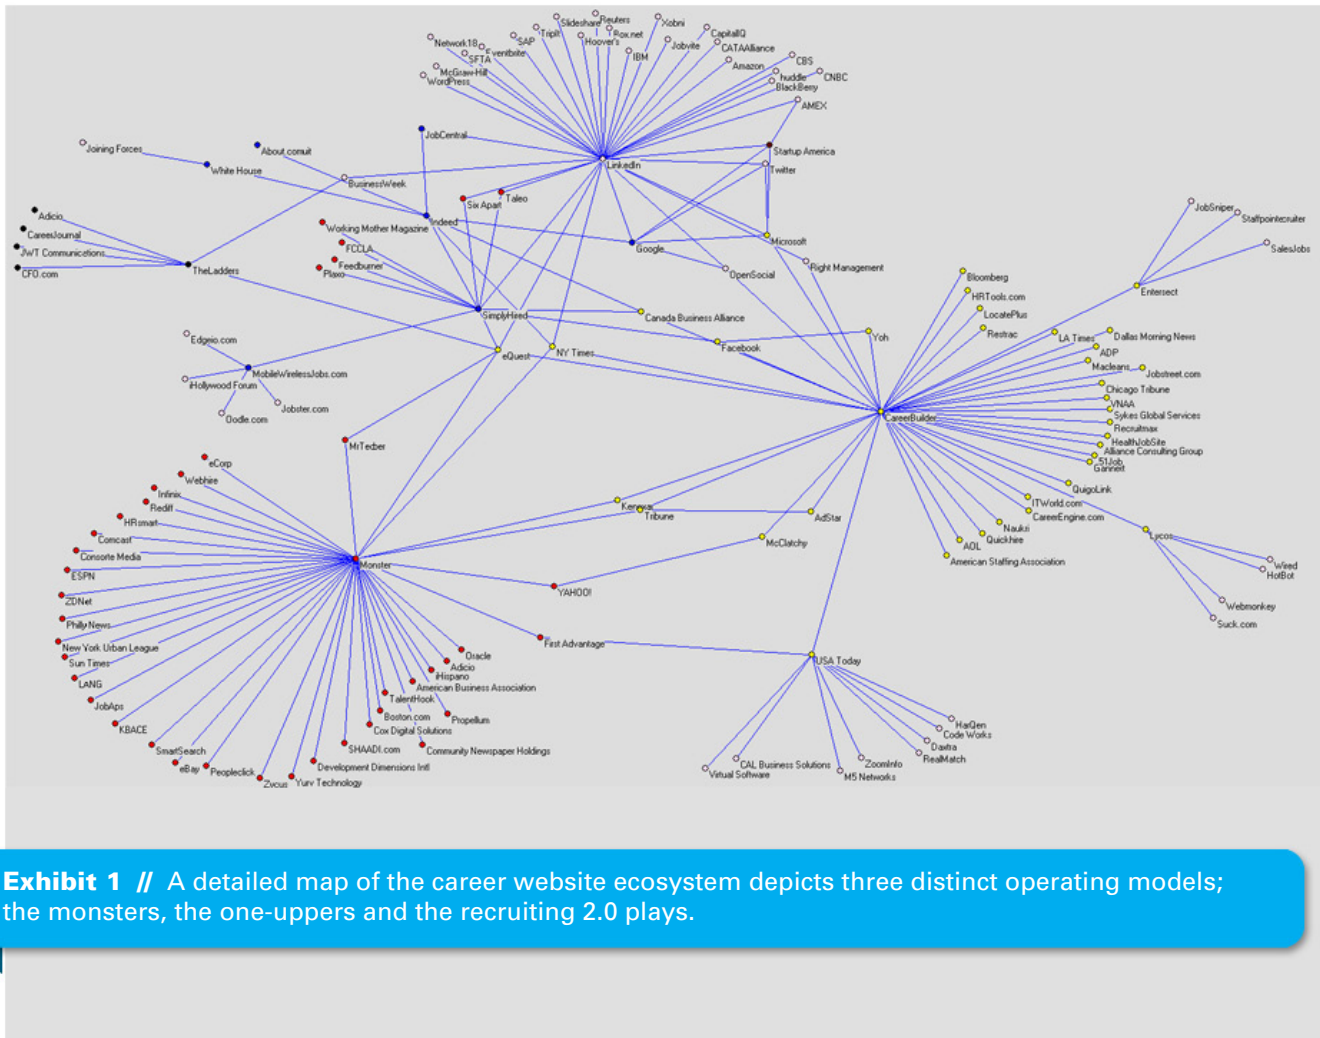 Slideshare
Reuters
Xobni
TripIt
Hoover's
Box.net
CapitalIQ
Network18
SAP
Jobvite
CATAAlliance
Eventbrite
IBM
SFTA
Amazon
CBS
McGraw-Hill
huddle
CNBC
WordPress
BlackBerry
AMEX
JobCentral
Joining Forces
About.comuit
Startup America
LinkedIn
White House
Twitter
BusinessWeek
Six Apart
Taleo
JobSniper
Adicio
Indeed
Staffpointecruiter
CareerJournal
Working Mother Magazine
Microsoft
JWT Communications
FCCLA
Google
SalesJobs
CFO.com
TheLadders
Feedburner
Plaxo
OpenSocial
Right Management
Bloomberg
Entersect
HRTools.com
SimplyHired
Canada Business Alliance
LocatePlus
Edgeio.com
Facebook
Yoh
Restrac
LA Times
Dallas Morning News
eQuest
NY Times
ADP
Macleans
MobileWirelessJobs.com
Jobstreet.com
iHollywood Forum
Chicago Tribune
VNAA
Oodle.com
Jobster.com
CareerBuilder
Sykes Global Services
Recruitmax
HealthJobSite
MrTedber
Alliance Consulting Group
51Job
Gannett
eCorp
Webhire
QuigoLink
Infinix
Rediff
Kenexa
Tribune
AdStar
ITWorld.com
CareerEngine.com
HRsmart
Naukri
Comcast
McClatchy
Quickhire
Lycos
Consorte Media
Monster
AOL
American Staffing Association
Wired
HotBot
ESPN
YAHOO!
ZDNet
Webmonkey
Philly News
Suck.com
New York Urban League
First Advantage
Sun Times
Oracle
USA Today
LANG
Adicio
iHispano
JobAps
American Business Association
TalentHook
KBACE
Boston.com
Propellum
HarQen
Cox Digital Solutions
Code Works
SmartSearch
SHAADI.com
Community Newspaper Holdings
Daxtra
eBay
Peopleclick
Development Dimensions Intl
CAL Business Solutions
ZoomInfo
RealMatch
Zvcus
Yurv Technology
Virtual Software
M5 Networks
Exhibit 1 // A detailed map of the career website ecosystem depicts three distinct operating models;
the monsters, the one-uppers and the recruiting 2.0 plays.